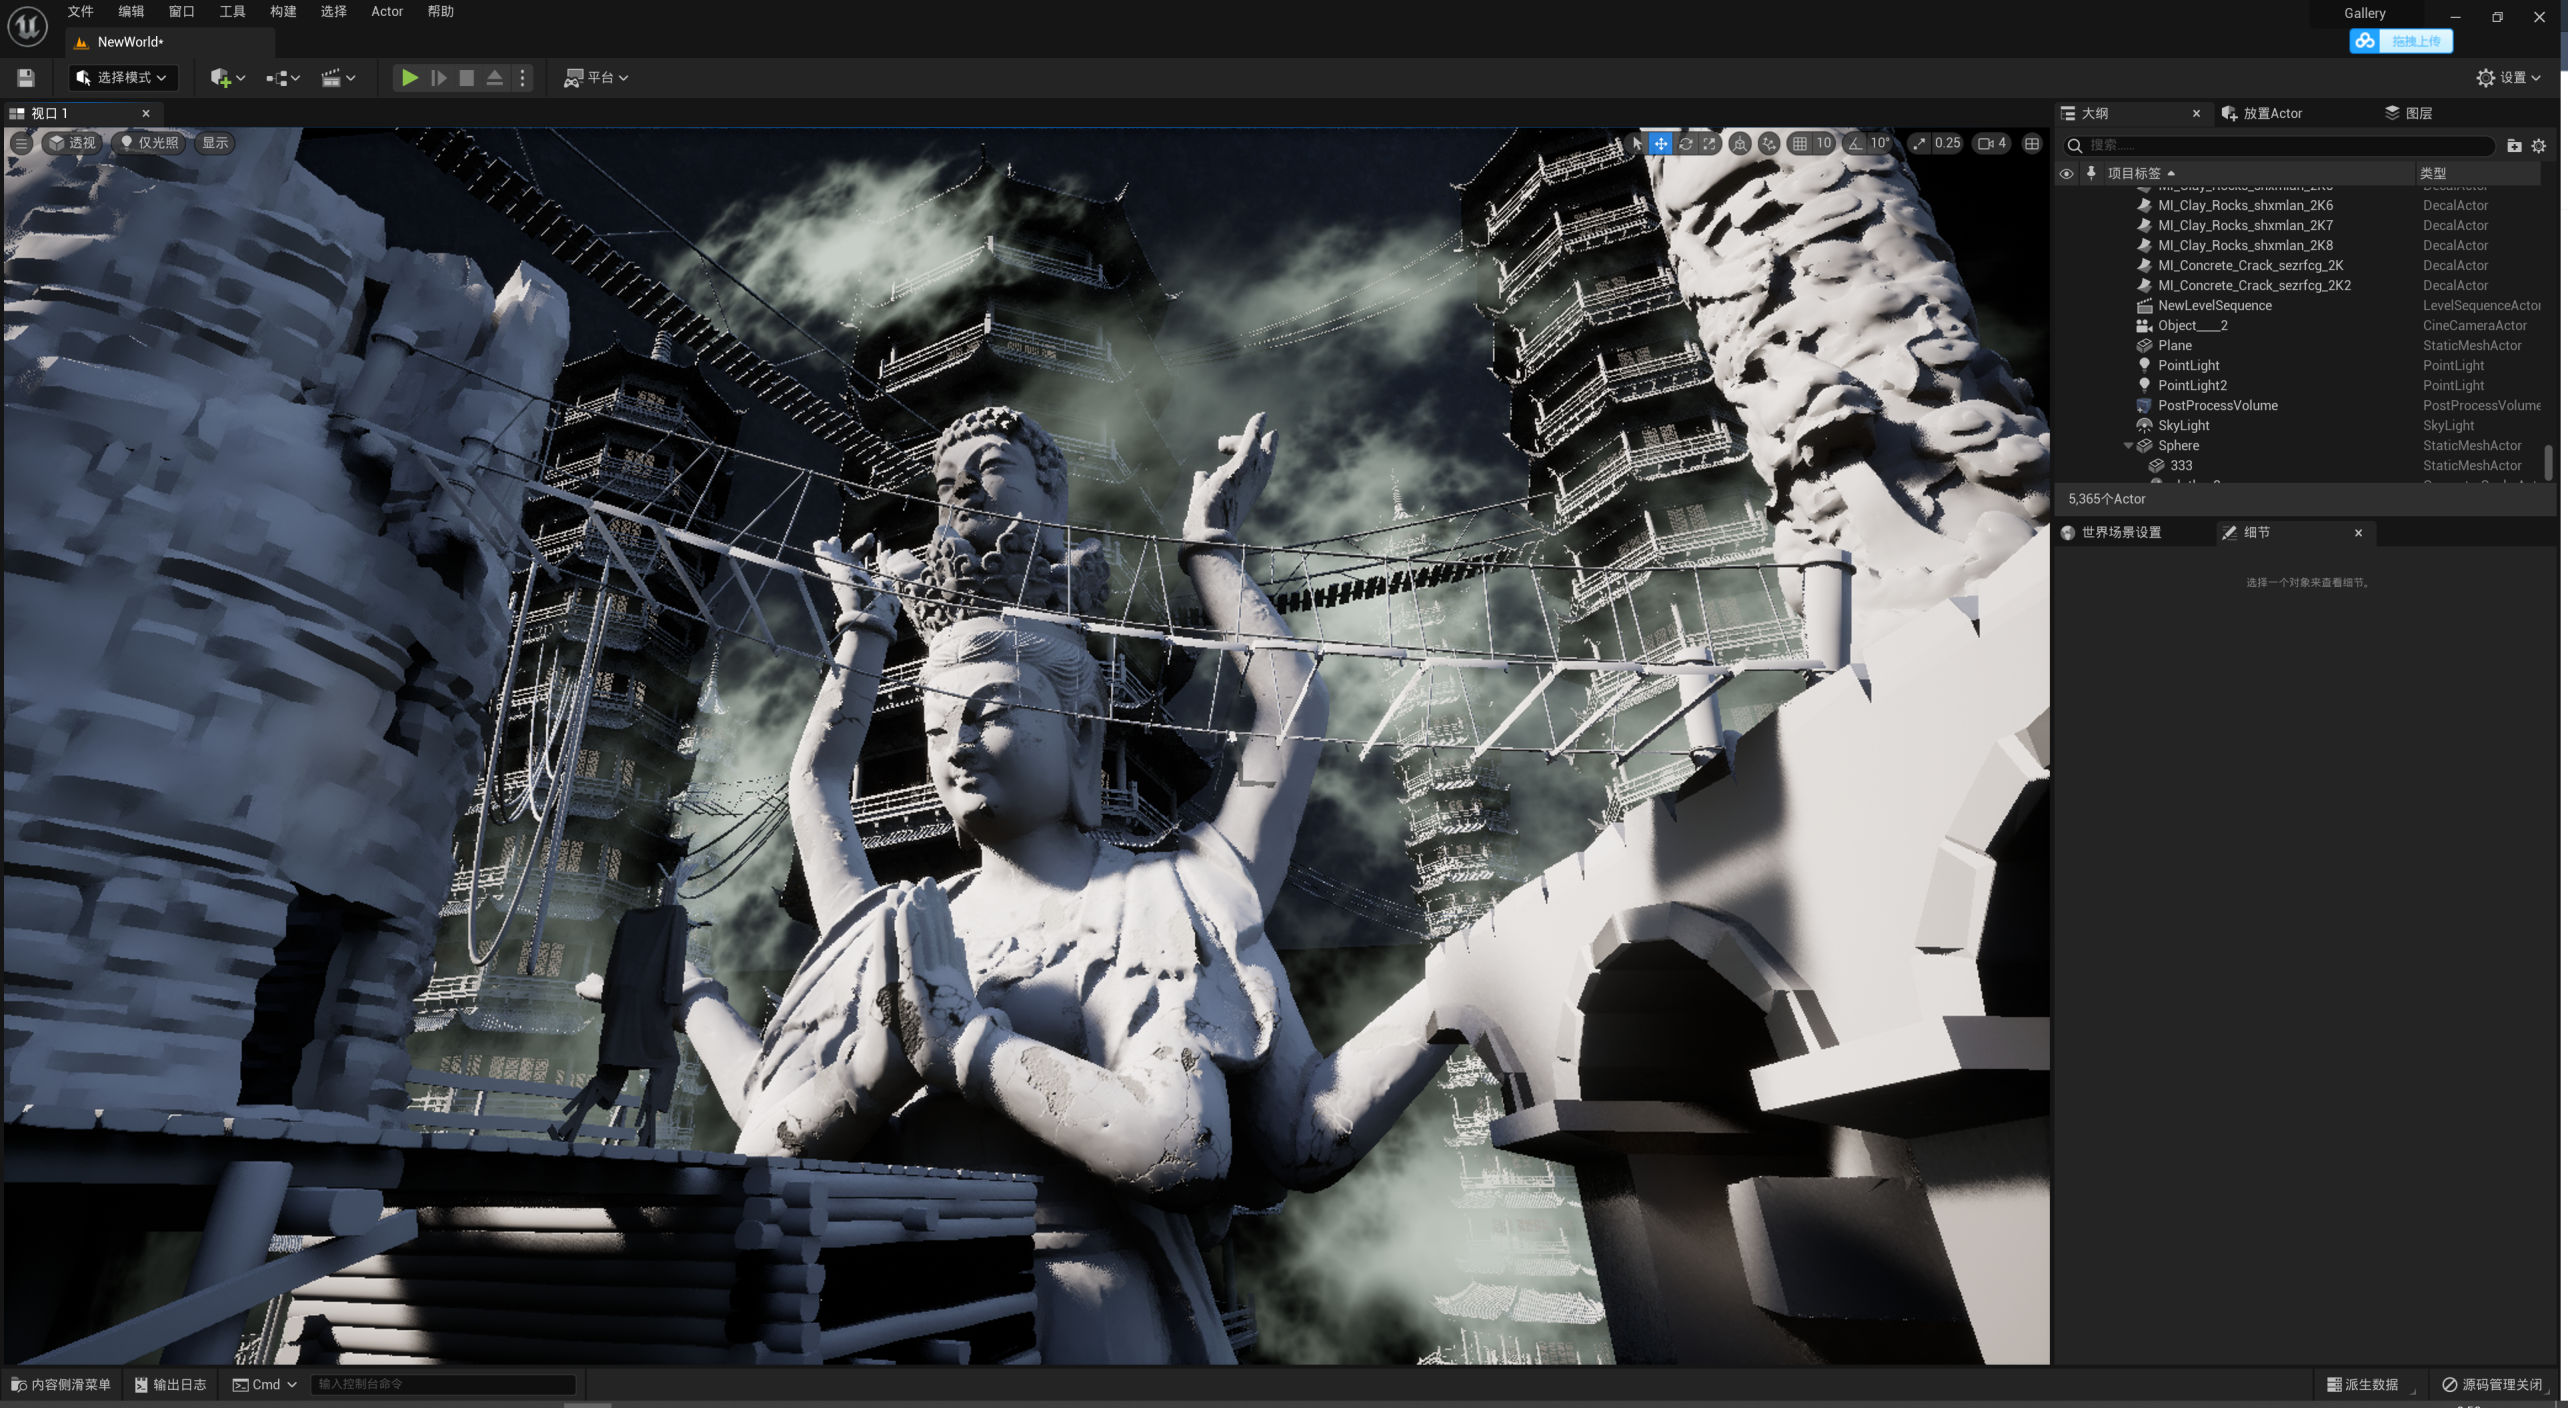 文件 编辑 窗口 工具 构建 选择 Actor 帮助
Gallery
NewWorld*
拖拽上传
选择模式
平台
设置
视口 1
大纲
放置Actor
图层
透视 仅光照 显示
10 10° 0.25 4
搜索......
项目标签 类型
MI_Clay_Rocks_shxmlan_2K6 DecalActor
MI_Clay_Rocks_shxmlan_2K7 DecalActor
MI_Clay_Rocks_shxmlan_2K8 DecalActor
MI_Concrete_Crack_sezrfcg_2K DecalActor
MI_Concrete_Crack_sezrfcg_2K2 DecalActor
NewLevelSequence LevelSequenceActor
Object____2 CineCameraActor
Plane StaticMeshActor
PointLight PointLight
PointLight2 PointLight
PostProcessVolume PostProcessVolume
SkyLight SkyLight
Sphere StaticMeshActor
333 StaticMeshActor
5,365个Actor
世界场景设置 细节
选择一个对象来查看细节。
内容侧滑菜单 输出日志 Cmd 输入控制台命令
派生数据 源码管理关闭